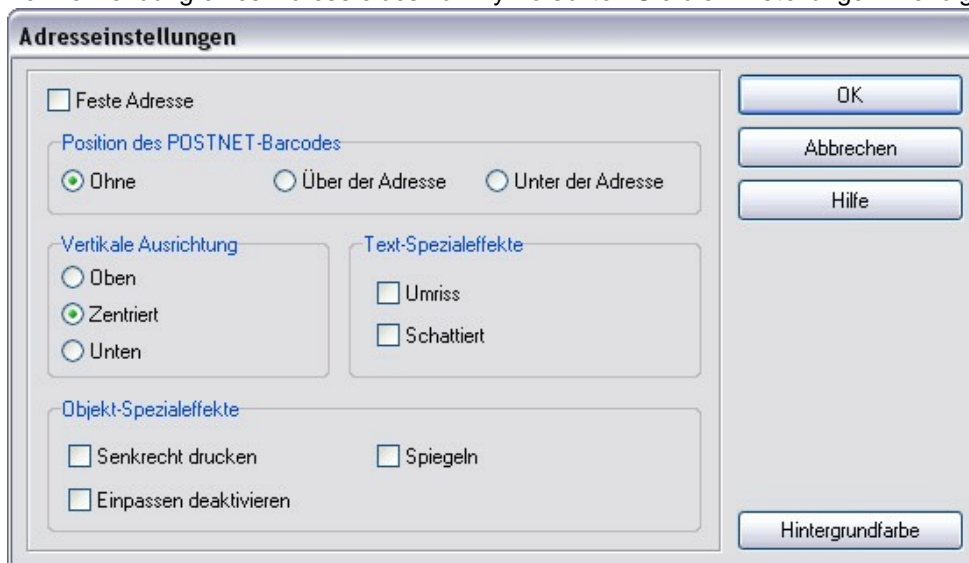 Adresseinstellungen
Feste Adresse
Position des POSTNET-Barcodes
Ohne
Über der Adresse
Unter der Adresse
Vertikale Ausrichtung
Oben
Zentriert
Unten
Text-Spezialeffekte
Umriss
Schattiert
Objekt-Spezialeffekte
Senkrecht drucken
Spiegeln
Einpassen deaktivieren
OK
Abbrechen
Hilfe
Hintergrundfarbe